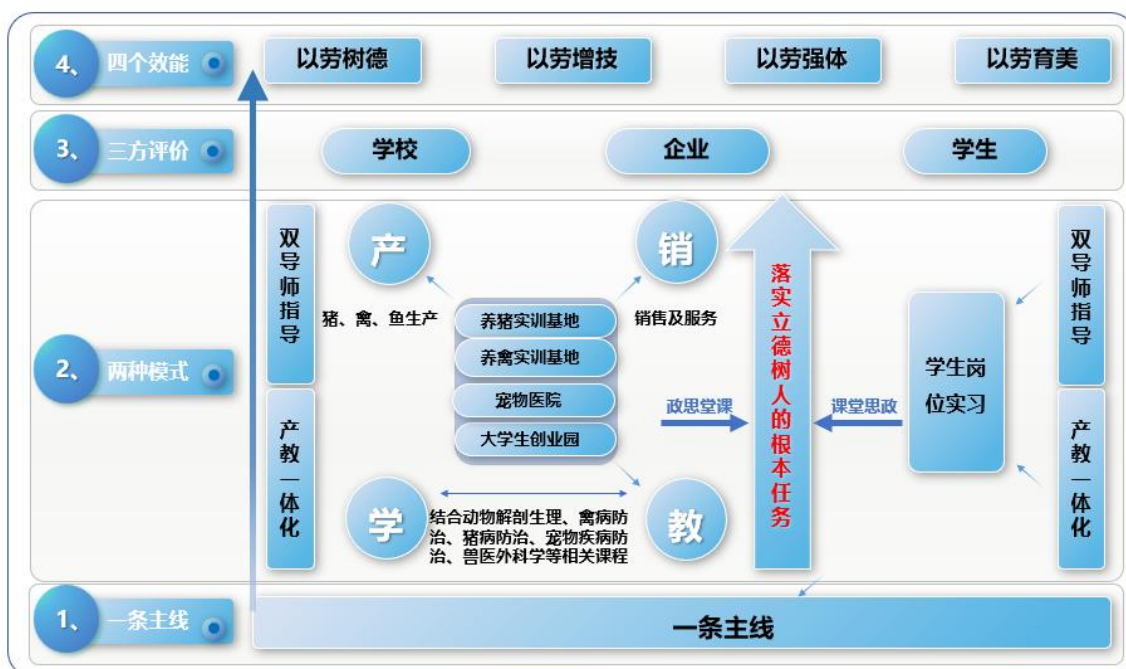 4、 四个效能
以劳树德
以劳增技
以劳强体
以劳育美
3、 三方评价
学校
企业
学生
2、 两种模式
双导师指导
产教一体化
产
猪、禽、鱼生产
销
销售及服务
养猪实训基地
养禽实训基地
宠物医院
大学生创业园
学
结合动物解剖生理、禽病防
治、猪病防治、宠物疾病防
治、兽医外科学等相关课程
教
政思堂课
落实立德树人的根本任务
课堂思政
学生岗
位实习
双导师指导
产教一体化
1、 一条主线
一条主线